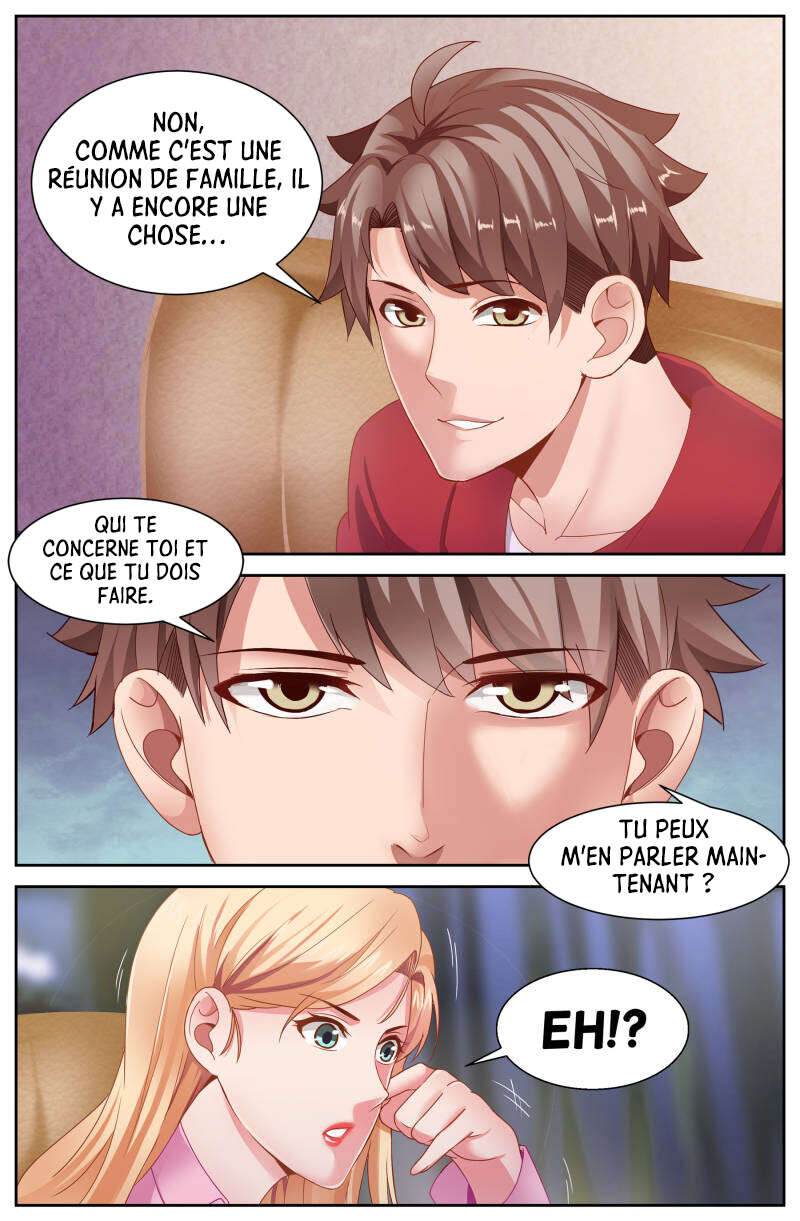 NON,
COMME C'EST UNE
RÉUNION DE FAMILLE, IL
Y A ENCORE UNE
CHOSE...
QUI TE
CONCERNE TOI ET
CE QUE TU DOIS
FAIRE.
TU PEUX
M'EN PARLER MAIN-
TENANT ?
EH!?